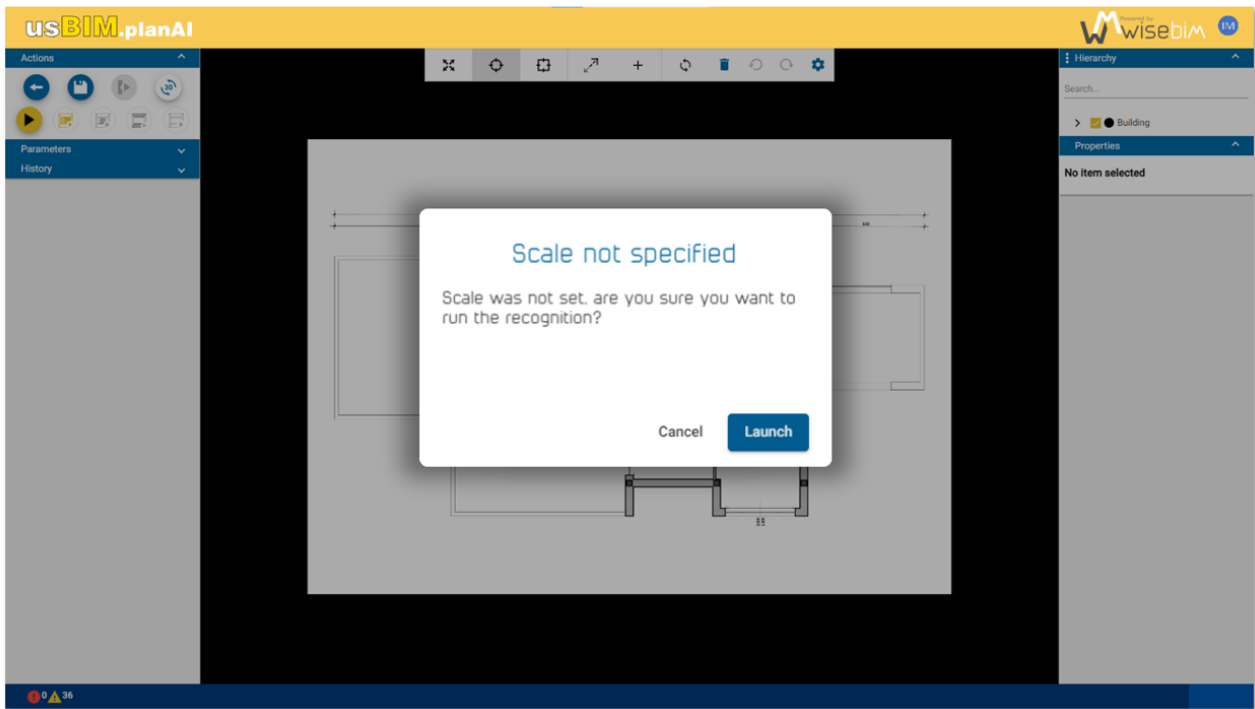 usBIM.planAI
Powered by
wisebim
IM
Actions
Hierarchy
Search...
Building
Parameters
Properties
History
No item selected
Scale not specified
Scale was not set, are you sure you want to
run the recognition?
Cancel
Launch
0
36